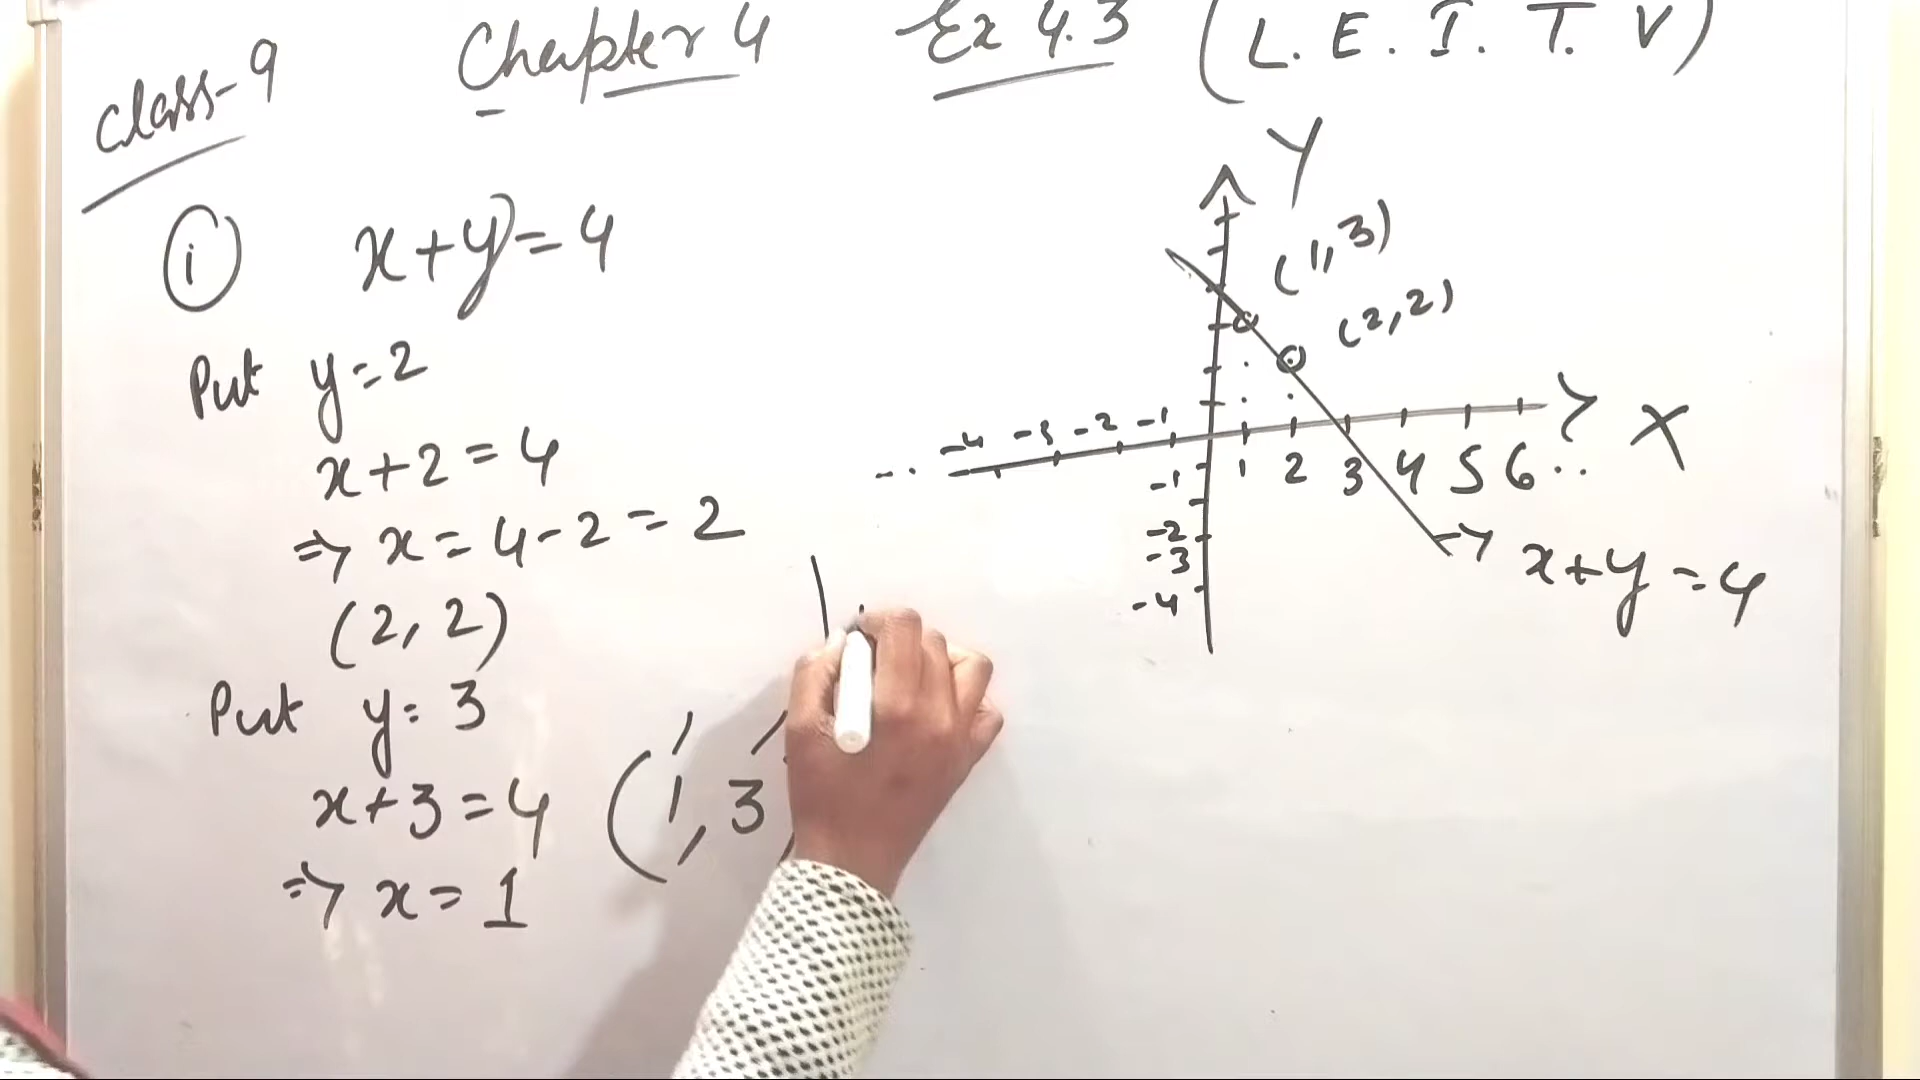 class-9 Chapter 4 Ex 4.3 (L.E.I.T.V)
i x+y=4
Put y=2
x+2=4
⇒ x=4-2=2
(2,2)
Put y=3
x+3=4 (1,3
⇒ x=1
Y
(1,3)
(2,2)
-4 -3 -2 -1
X
1 2 3 4 5 6..
-1
-2
-3
-4
→ x+y=4